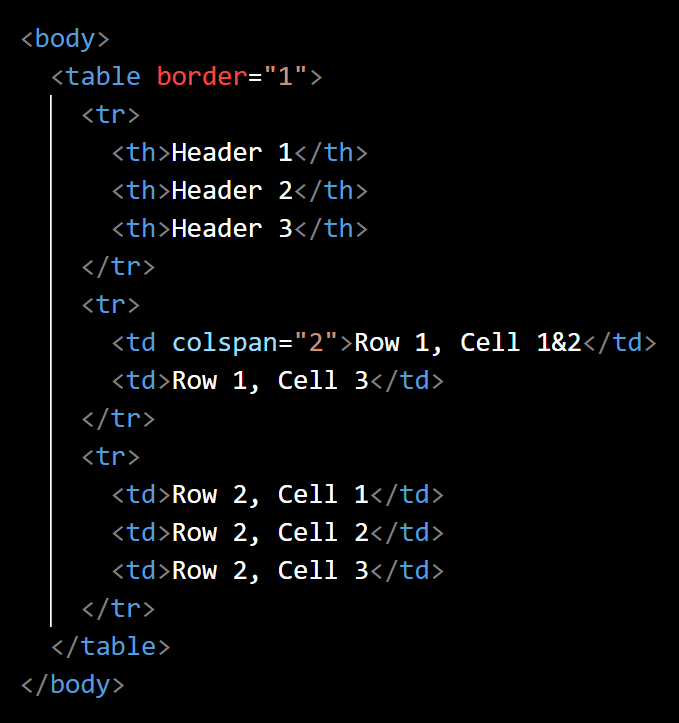 <body>
  <table border="1">
    <tr>
      <th>Header 1</th>
      <th>Header 2</th>
      <th>Header 3</th>
    </tr>
    <tr>
      <td colspan="2">Row 1, Cell 1&2</td>
      <td>Row 1, Cell 3</td>
    </tr>
    <tr>
      <td>Row 2, Cell 1</td>
      <td>Row 2, Cell 2</td>
      <td>Row 2, Cell 3</td>
    </tr>
  </table>
</body>